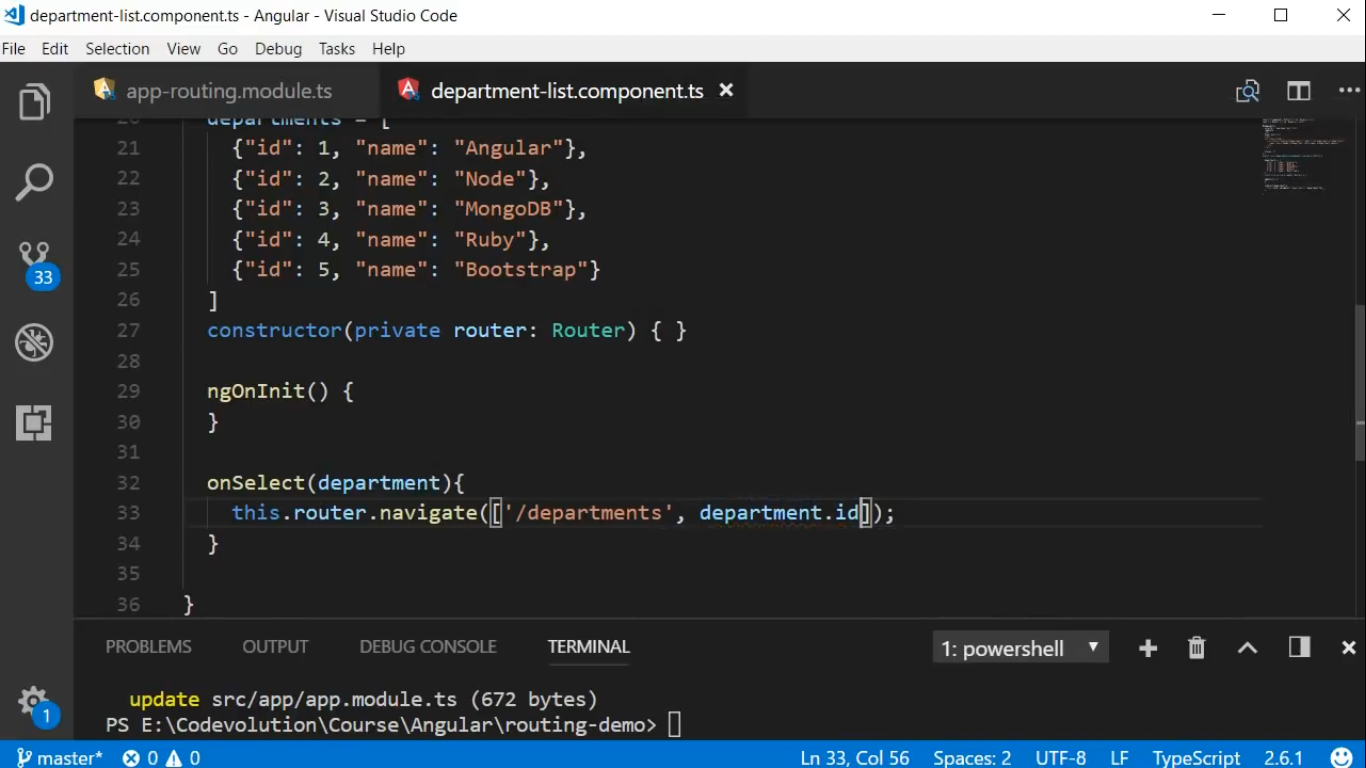 department-list.component.ts - Angular - Visual Studio Code
File Edit Selection View Go Debug Tasks Help
app-routing.module.ts department-list.component.ts
20 departments = [
21 {"id": 1, "name": "Angular"},
22 {"id": 2, "name": "Node"},
23 {"id": 3, "name": "MongoDB"},
24 {"id": 4, "name": "Ruby"},
25 {"id": 5, "name": "Bootstrap"}
26 ]
27 constructor(private router: Router) { }
28
29 ngOnInit() {
30 }
31
32 onSelect(department){
33 this.router.navigate(['/departments', department.id]);
34 }
35
36 }
33
1
PROBLEMS OUTPUT DEBUG CONSOLE TERMINAL 1: powershell
update src/app/app.module.ts (672 bytes)
PS E:\Codevolution\Course\Angular\routing-demo>
master* 0 0 Ln 33, Col 56 Spaces: 2 UTF-8 LF TypeScript 2.6.1